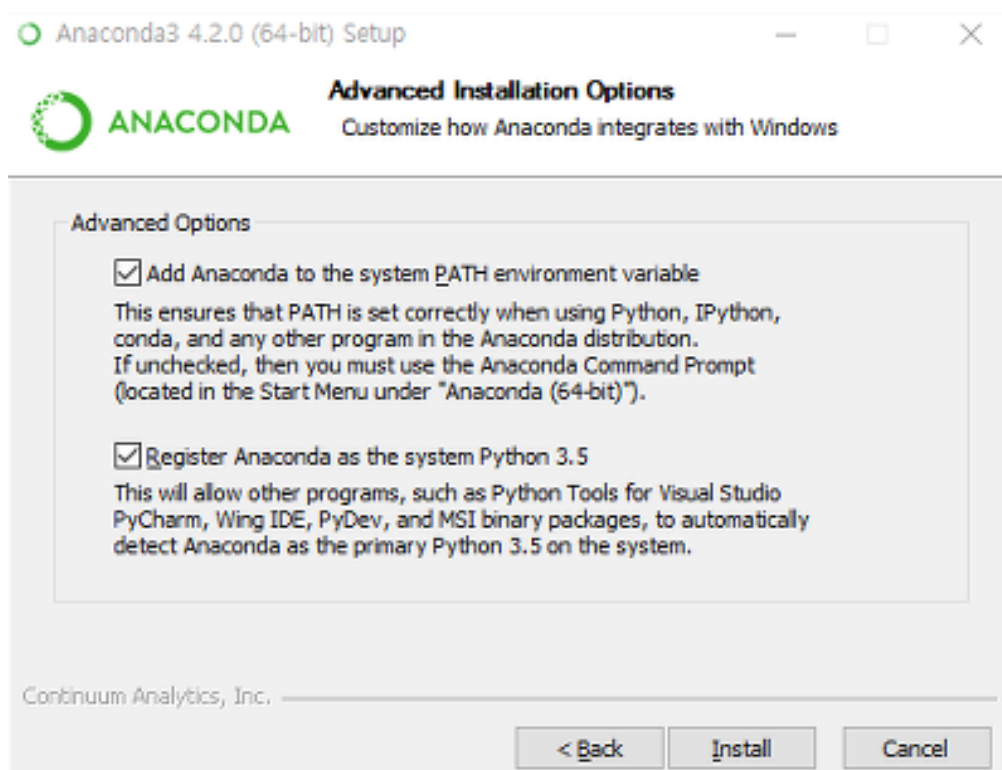 Anaconda3 4.2.0 (64-bit) Setup
ANACONDA
Advanced Installation Options
Customize how Anaconda integrates with Windows
Advanced Options
Add Anaconda to the system PATH environment variable
This ensures that PATH is set correctly when using Python, IPython,
conda, and any other program in the Anaconda distribution.
If unchecked, then you must use the Anaconda Command Prompt
(located in the Start Menu under "Anaconda (64-bit)").
Register Anaconda as the system Python 3.5
This will allow other programs, such as Python Tools for Visual Studio
PyCharm, Wing IDE, PyDev, and MSI binary packages, to automatically
detect Anaconda as the primary Python 3.5 on the system.
Continuum Analytics, Inc.
< Back Install Cancel